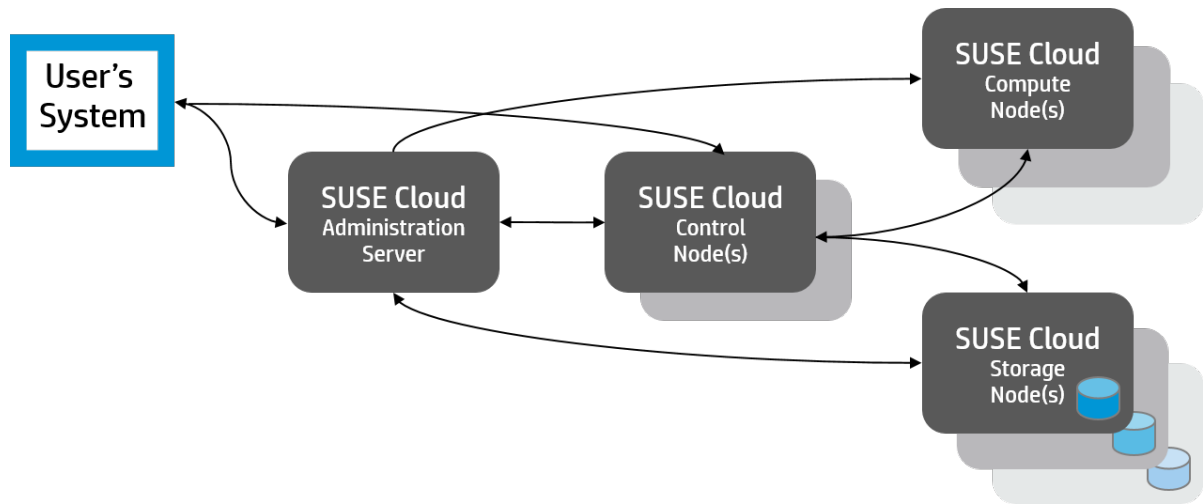 User's
System
SUSE Cloud
Administration
Server
SUSE Cloud
Control
Node(s)
SUSE Cloud
Compute
Node(s)
SUSE Cloud
Storage
Node(s)